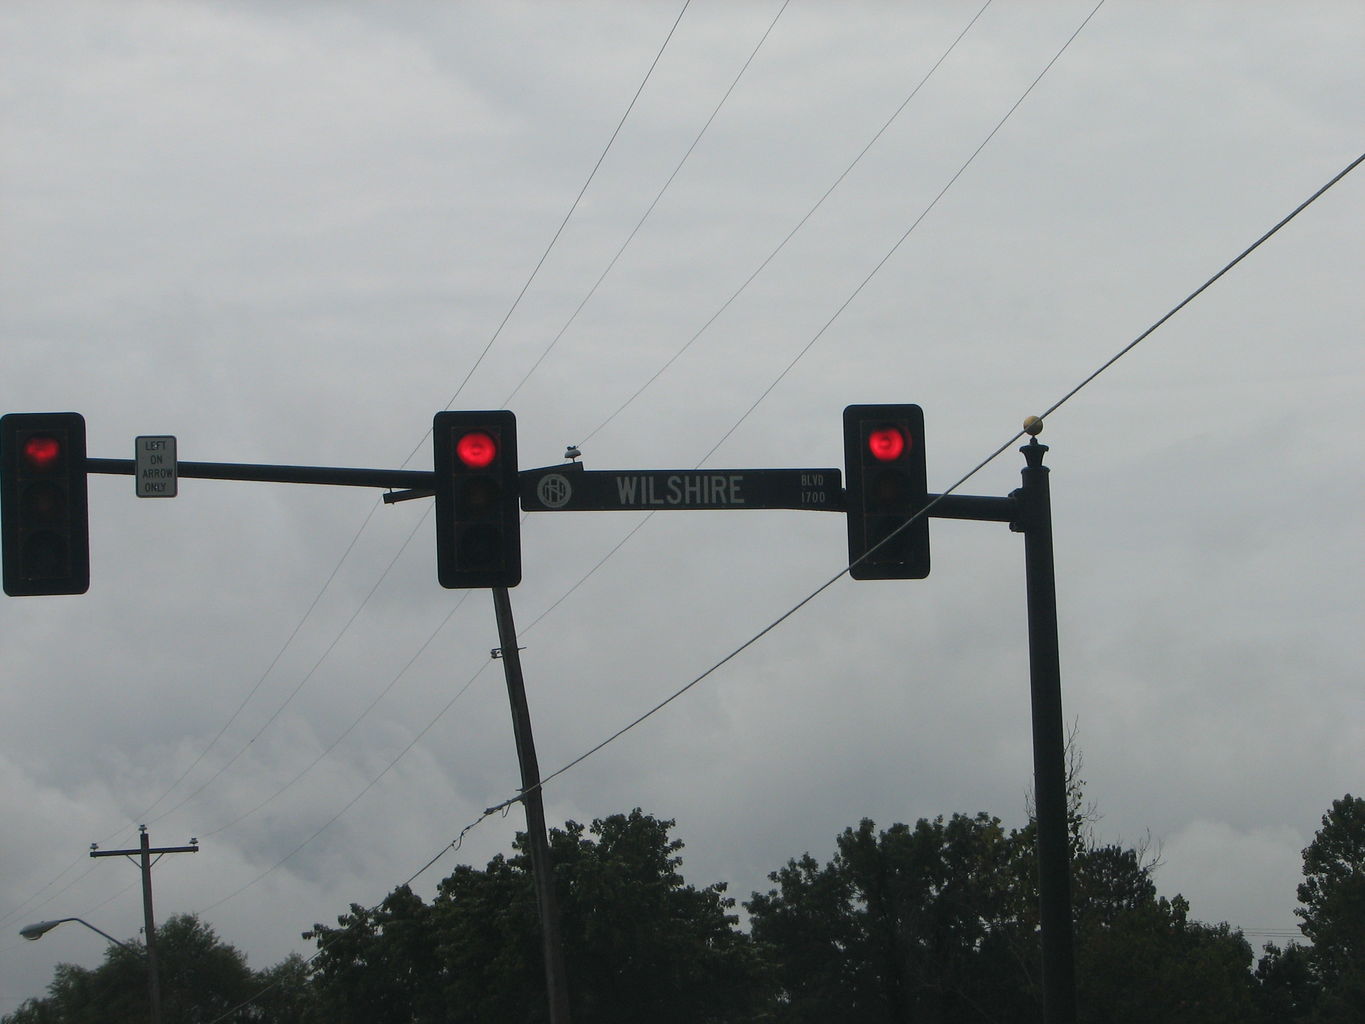 LEFT
ON
ARROW
ONLY
WILSHIRE
BLVD
1700